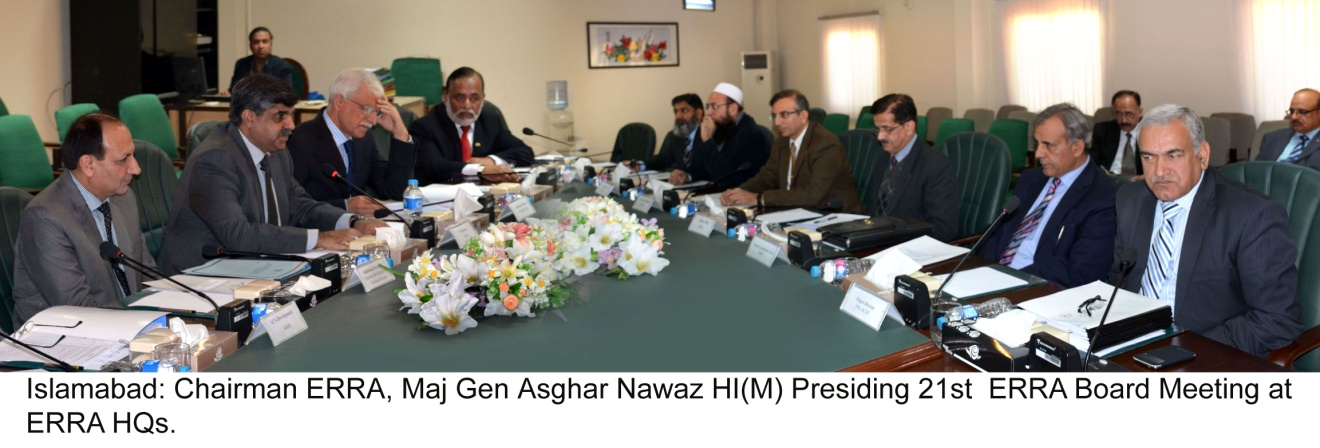 Islamabad: Chairman ERRA, Maj Gen Asghar Nawaz HI(M) Presiding 21st  ERRA Board Meeting at
ERRA HQs.